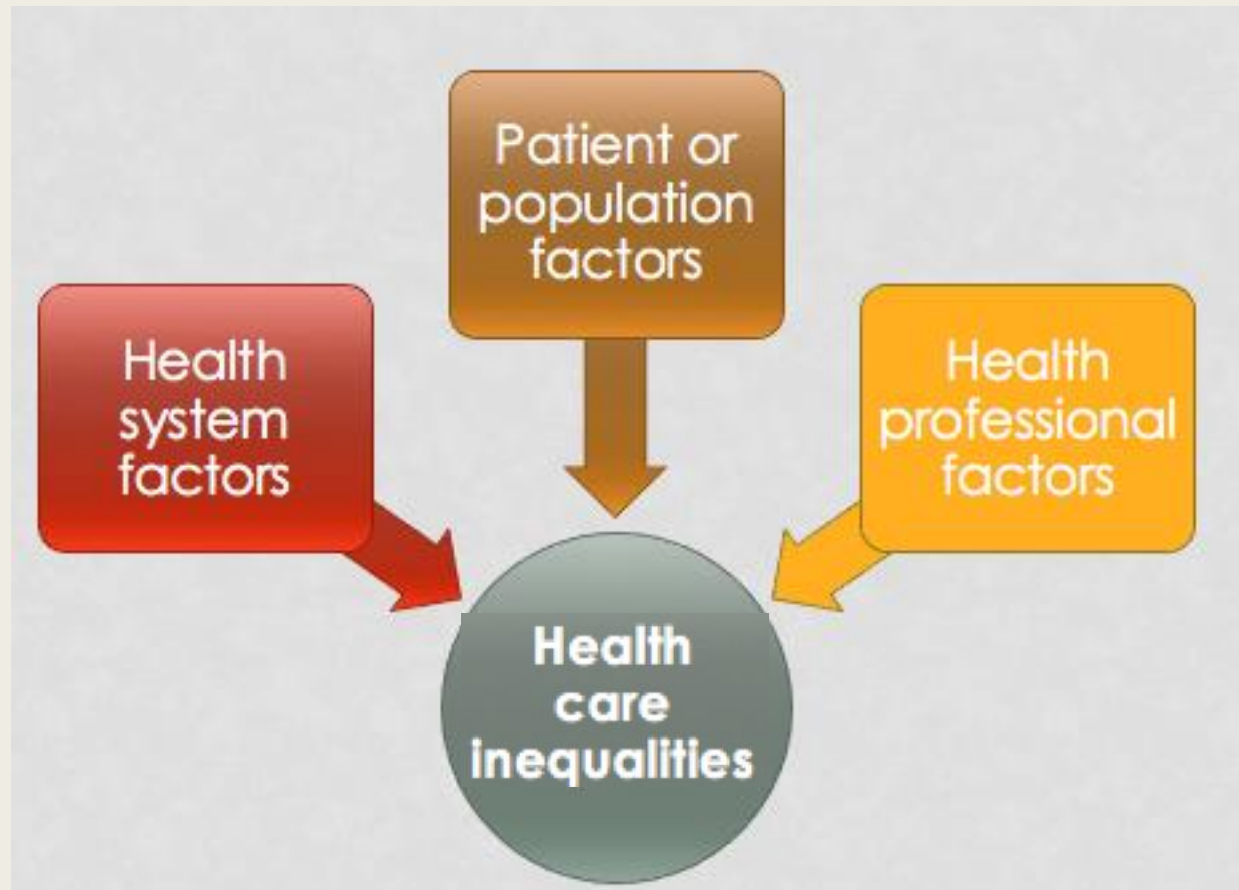 Patient or
population
factors
Health
system
factors
Health
professional
factors
Health
care
inequalities